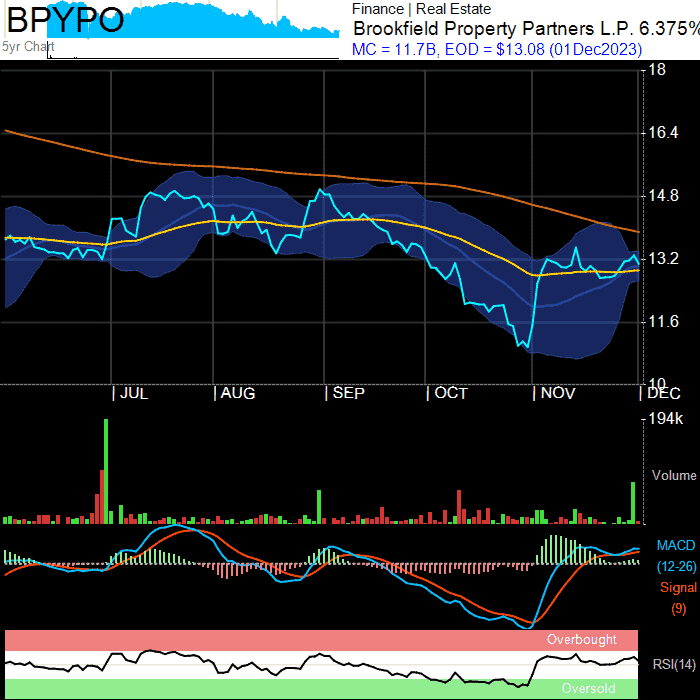 BPYPO
5yr Chart
Finance | Real Estate
Brookfield Property Partners L.P. 6.375%
MC = 11.7B, EOD = $13.08 (01Dec2023)
18
16.4
14.8
13.2
11.6
10
JUL AUG SEP OCT NOV DEC
194k
Volume
MACD
(12-26)
Signal
(9)
Overbought
RSI(14)
Oversold